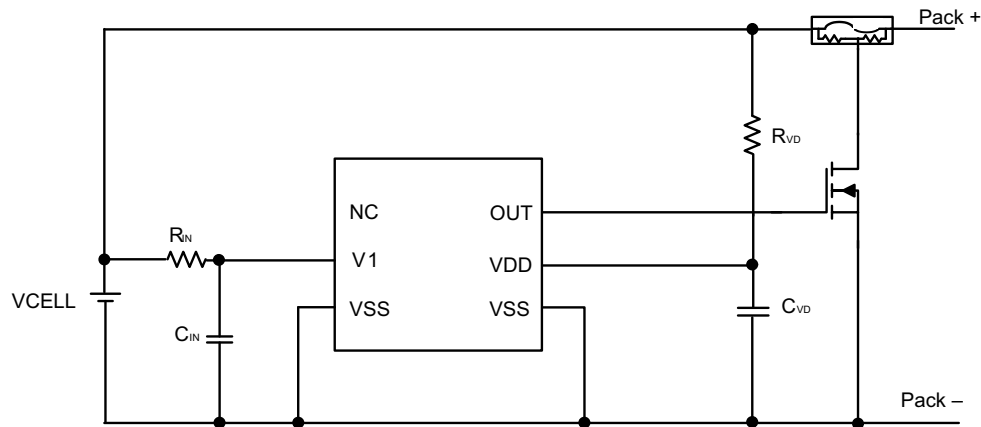 Pack +
RVD
NC
OUT
RIN
V1
VDD
VCELL
VSS
VSS
CVD
CIN
Pack –